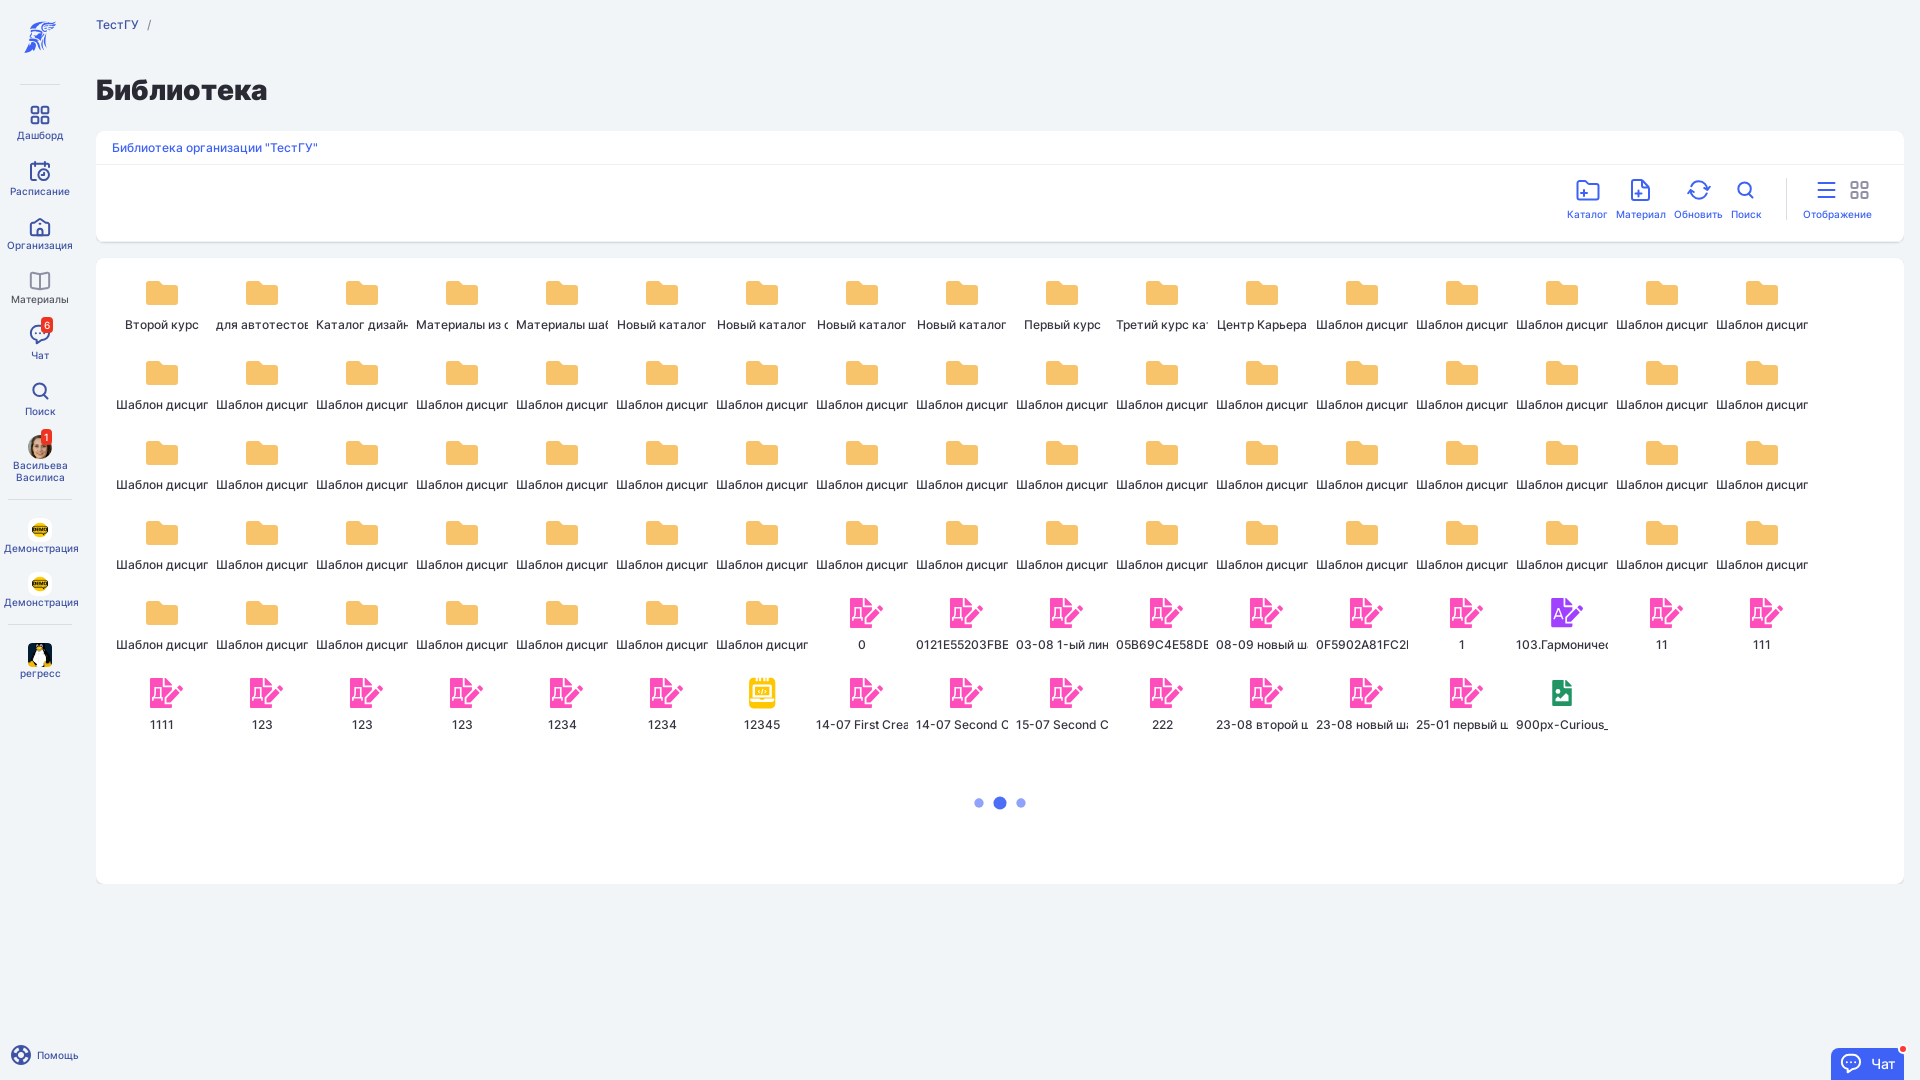 ТестГУ /
Библиотека
Библиотека организации "ТестГУ"
Каталог Материал Обновить Поиск Отображение
Дашборд
Расписание
Организация
Материалы
6
Чат
Поиск
1
Васильева
Василиса
DEMO
Демонстрация
DEMO
Демонстрация
регресс
Помощь
Второй курс для автотестов Каталог дизайн Материалы из с Материалы шаб Новый каталог Новый каталог Новый каталог Новый каталог Первый курс Третий курс кат Центр Карьера Шаблон дисцип Шаблон дисцип Шаблон дисцип Шаблон дисцип Шаблон дисцип
Шаблон дисцип Шаблон дисцип Шаблон дисцип Шаблон дисцип Шаблон дисцип Шаблон дисцип Шаблон дисцип Шаблон дисцип Шаблон дисцип Шаблон дисцип Шаблон дисцип Шаблон дисцип Шаблон дисцип Шаблон дисцип Шаблон дисцип Шаблон дисцип Шаблон дисцип
Шаблон дисцип Шаблон дисцип Шаблон дисцип Шаблон дисцип Шаблон дисцип Шаблон дисцип Шаблон дисцип Шаблон дисцип Шаблон дисцип Шаблон дисцип Шаблон дисцип Шаблон дисцип Шаблон дисцип Шаблон дисцип Шаблон дисцип Шаблон дисцип Шаблон дисцип
Шаблон дисцип Шаблон дисцип Шаблон дисцип Шаблон дисцип Шаблон дисцип Шаблон дисцип Шаблон дисцип Шаблон дисцип Шаблон дисцип Шаблон дисцип Шаблон дисцип Шаблон дисцип Шаблон дисцип Шаблон дисцип Шаблон дисцип Шаблон дисцип Шаблон дисцип
Шаблон дисцип Шаблон дисцип Шаблон дисцип Шаблон дисцип Шаблон дисцип Шаблон дисцип Шаблон дисцип 0 0121E55203FBE 03-08 1-ый лин 05B69C4E58DE 08-09 новый ша 0F5902A81FC2 1 103.Гармоничес 11 111
1111 123 123 123 1234 1234 12345 14-07 First Crea 14-07 Second C 15-07 Second C 222 23-08 второй ш 23-08 новый ша 25-01 первый ш 900px-Curious_
Чат